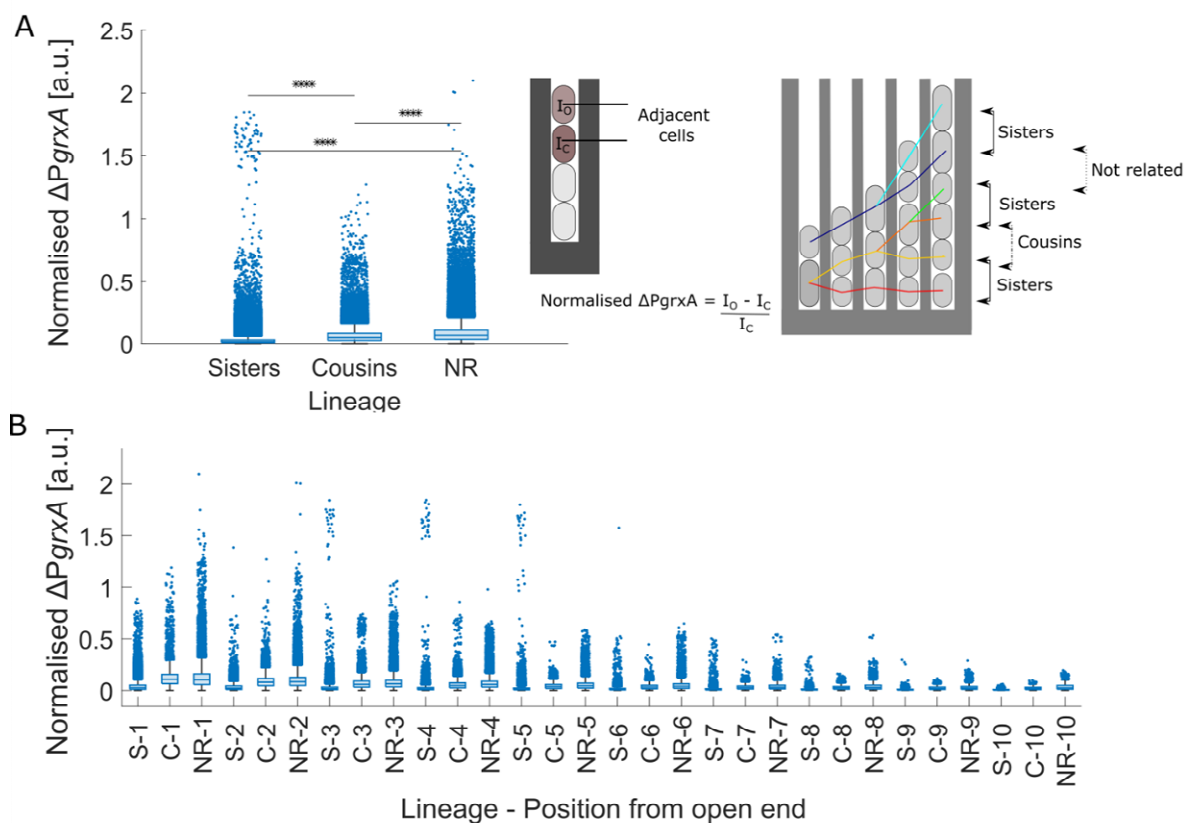 A
Normalised ΔPgrxA [a.u.]
2.5
2
1.5
1
0.5
0
****
****
****
Sisters Cousins NR
Lineage
I_O
I_C
Adjacent
cells
Normalised ΔPgrxA = I_O - I_C
I_C
Sisters
Not related
Sisters
Cousins
Sisters
B
Normalised ΔPgrxA [a.u.]
2
1.5
1
0.5
0
S-1 C-1 NR-1 S-2 C-2 NR-2 S-3 C-3 NR-3 S-4 C-4 NR-4 S-5 C-5 NR-5 S-6 C-6 NR-6 S-7 C-7 NR-7 S-8 C-8 NR-8 S-9 C-9 NR-9 S-10 C-10 NR-10
Lineage - Position from open end